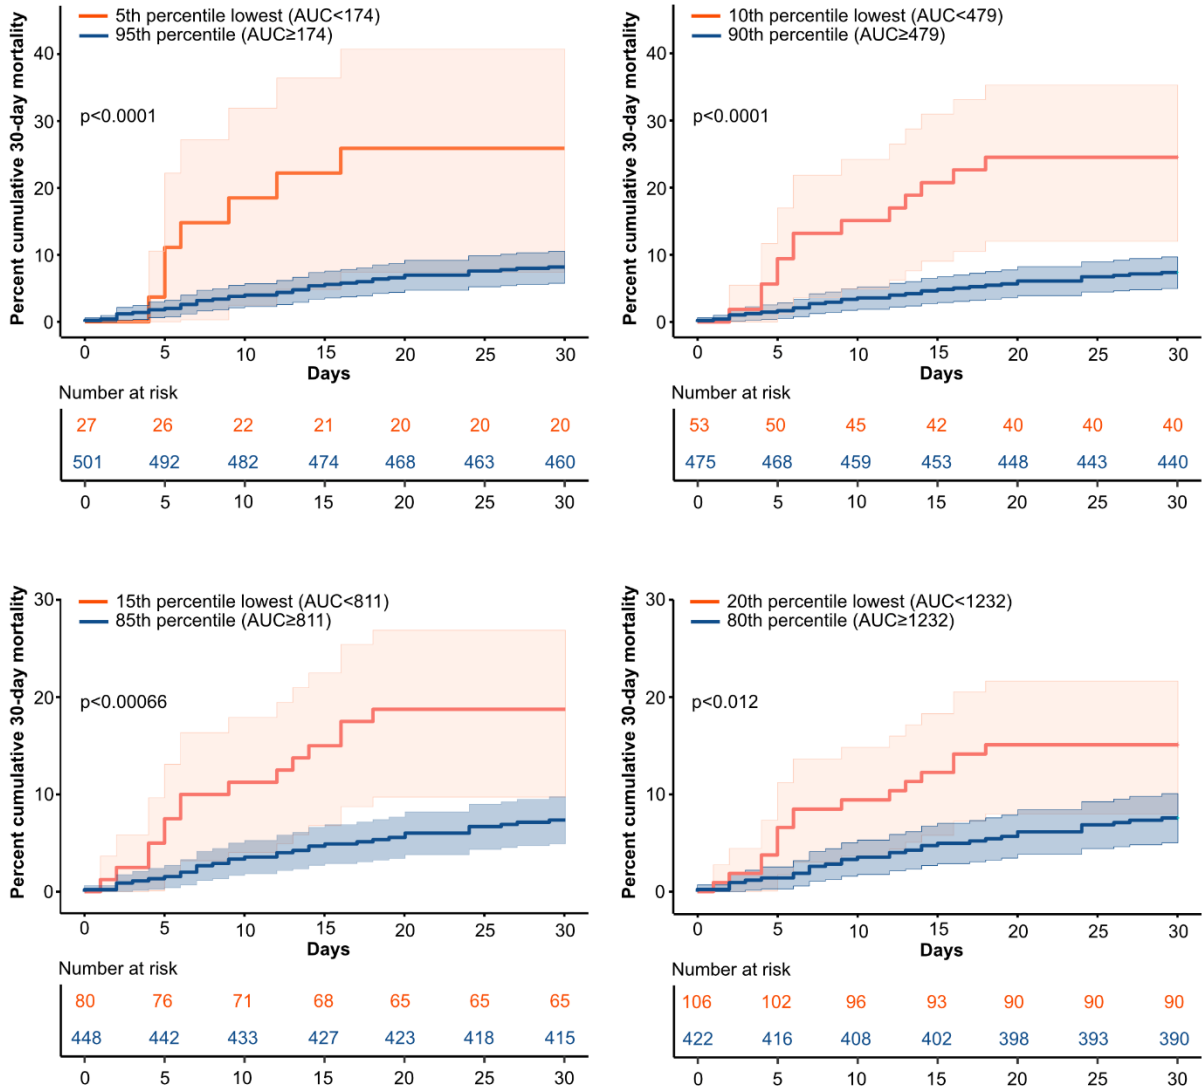 5th percentile lowest (AUC<174)
95th percentile (AUC≥174)
p<0.0001
Percent cumulative 30-day mortality
40
30
20
10
0
0 5 10 15 20 25 30
Days
Number at risk
27 26 22 21 20 20 20
501 492 482 474 468 463 460
0 5 10 15 20 25 30
10th percentile lowest (AUC<479)
90th percentile (AUC≥479)
p<0.0001
Percent cumulative 30-day mortality
40
30
20
10
0
0 5 10 15 20 25 30
Days
Number at risk
53 50 45 42 40 40 40
475 468 459 453 448 443 440
0 5 10 15 20 25 30
15th percentile lowest (AUC<811)
85th percentile (AUC≥811)
p<0.00066
Percent cumulative 30-day mortality
30
20
10
0
0 5 10 15 20 25 30
Days
Number at risk
80 76 71 68 65 65 65
448 442 433 427 423 418 415
0 5 10 15 20 25 30
20th percentile lowest (AUC<1232)
80th percentile (AUC≥1232)
p<0.012
Percent cumulative 30-day mortality
30
20
10
0
0 5 10 15 20 25 30
Days
Number at risk
106 102 96 93 90 90 90
422 416 408 402 398 393 390
0 5 10 15 20 25 30